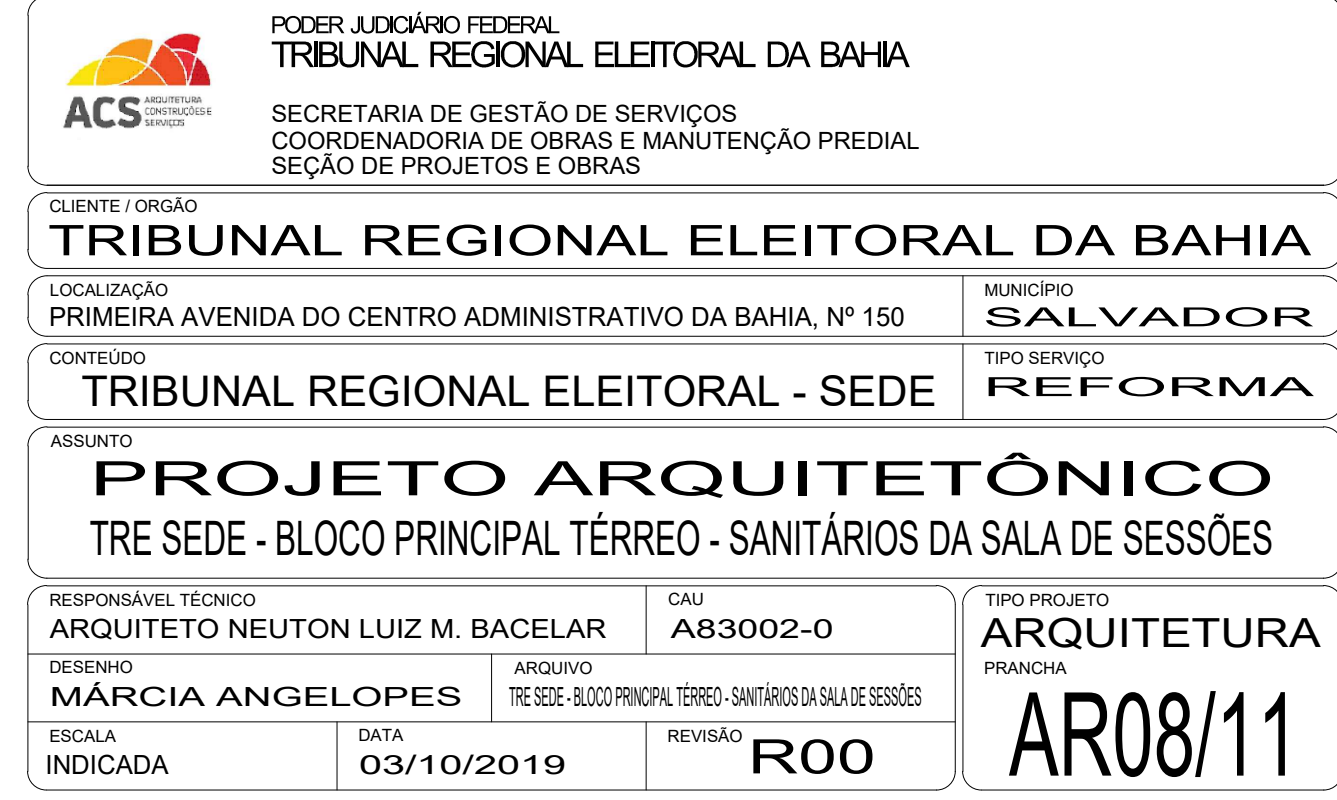 ACS ARQUITETURA
CONSTRUÇÕES E
SERVIÇOS
PODER JUDICIÁRIO FEDERAL
TRIBUNAL REGIONAL ELEITORAL DA BAHIA
SECRETARIA DE GESTÃO DE SERVIÇOS
COORDENADORIA DE OBRAS E MANUTENÇÃO PREDIAL
SEÇÃO DE PROJETOS E OBRAS
CLIENTE / ORGÃO
TRIBUNAL REGIONAL ELEITORAL DA BAHIA
LOCALIZAÇÃO
PRIMEIRA AVENIDA DO CENTRO ADMINISTRATIVO DA BAHIA, Nº 150
MUNICÍPIO
SALVADOR
CONTEÚDO
TRIBUNAL REGIONAL ELEITORAL - SEDE
TIPO SERVIÇO
REFORMA
ASSUNTO
PROJETO ARQUITETÔNICO
TRE SEDE - BLOCO PRINCIPAL TÉRREO - SANITÁRIOS DA SALA DE SESSÕES
RESPONSÁVEL TÉCNICO
ARQUITETO NEUTON LUIZ M. BACELAR
CAU
A83002-0
TIPO PROJETO
ARQUITETURA
DESENHO
MÁRCIA ANGELOPES
ARQUIVO
TRE SEDE - BLOCO PRINCIPAL TÉRREO - SANITÁRIOS DA SALA DE SESSÕES
PRANCHA
AR08/11
ESCALA
INDICADA
DATA
03/10/2019
REVISÃO
R00